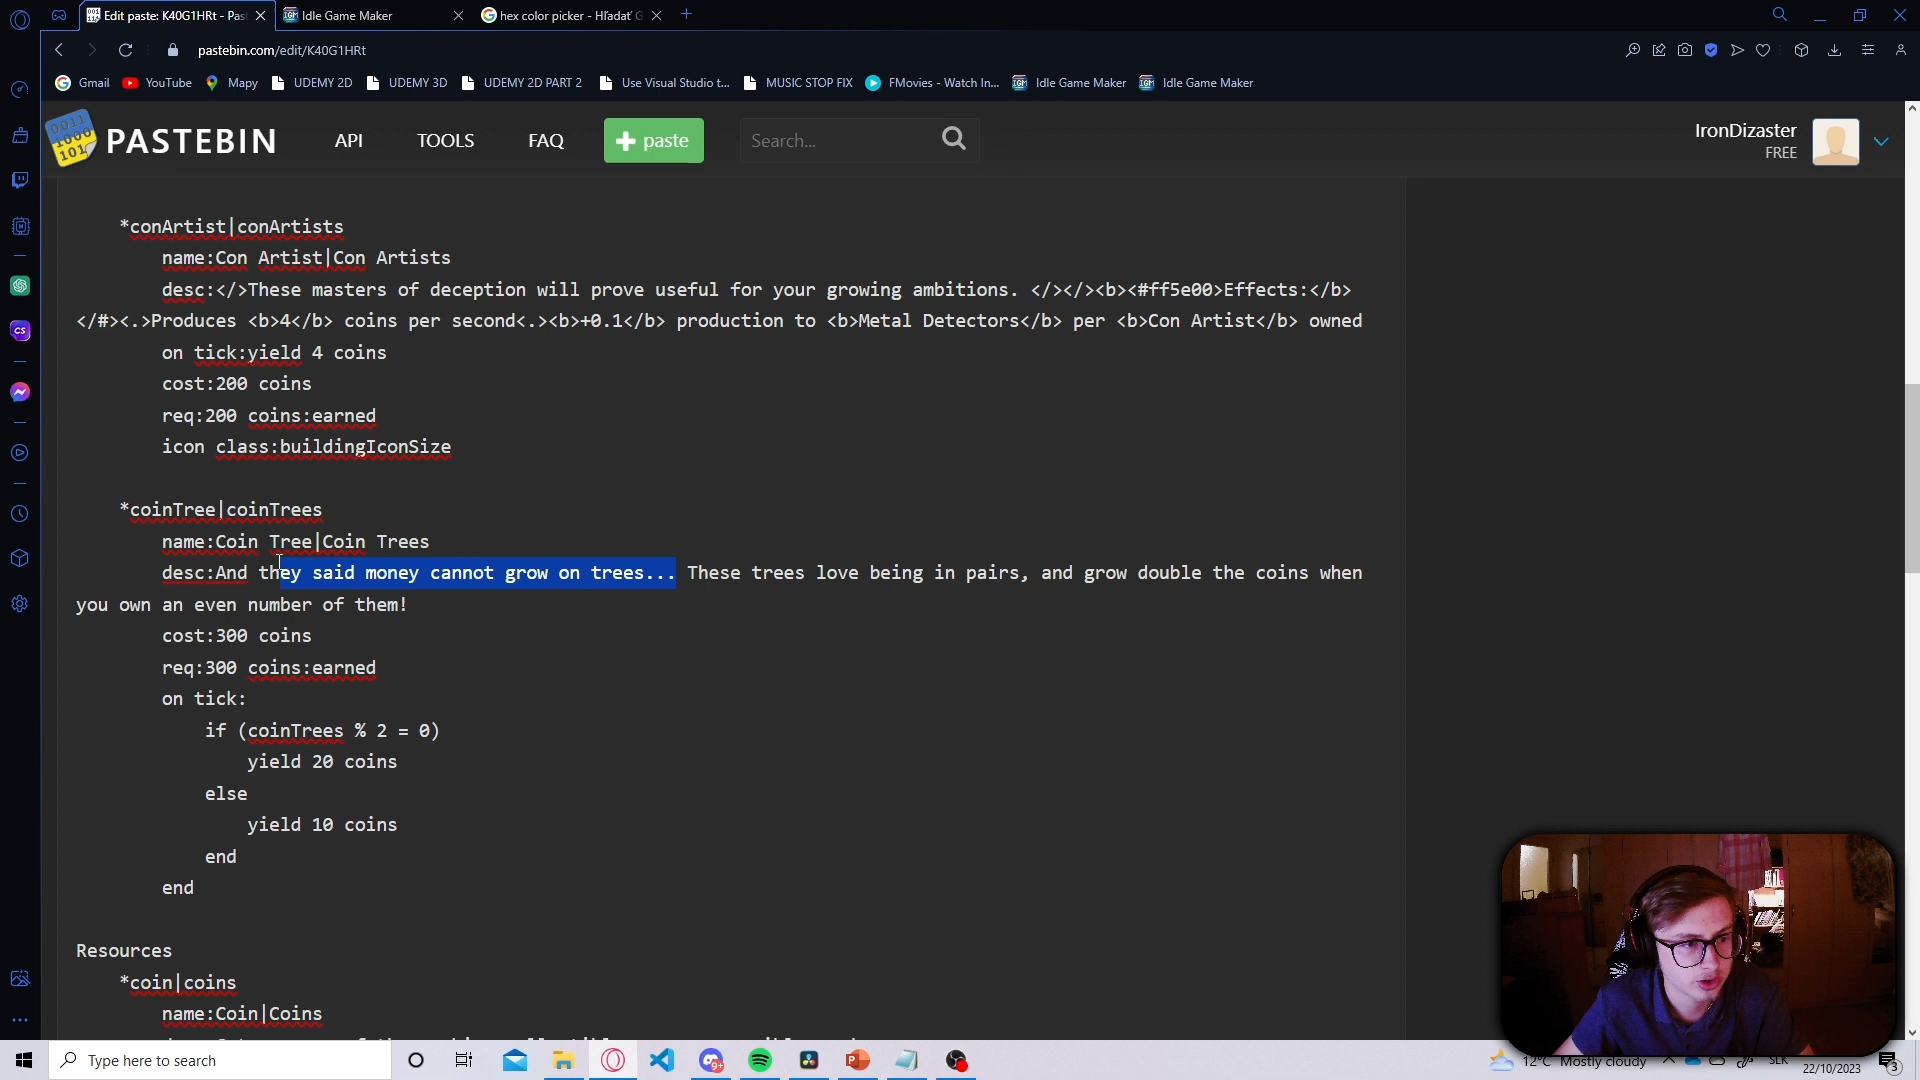 Edit paste: K40G1HRt - Pas
Idle Game Maker
hex color picker - Hľadať G
pastebin.com/edit/K40G1HRt
Gmail
YouTube
Mapy
UDEMY 2D
UDEMY 3D
UDEMY 2D PART 2
Use Visual Studio t...
MUSIC STOP FIX
FMovies - Watch In...
Idle Game Maker
Idle Game Maker
PASTEBIN
API
TOOLS
FAQ
paste
Search...
IronDizaster
FREE
*conArtist|conArtists
name:Con Artist|Con Artists
desc:</>These masters of deception will prove useful for your growing ambitions. </></><b><#ff5e00>Effects:</b>
</#><.>Produces <b>4</b> coins per second<.><b>+0.1</b> production to <b>Metal Detectors</b> per <b>Con Artist</b> owned
on tick:yield 4 coins
cost:200 coins
req:200 coins:earned
icon class:buildingIconSize
*coinTree|coinTrees
name:Coin Tree|Coin Trees
desc:And they said money cannot grow on trees... These trees love being in pairs, and grow double the coins when
you own an even number of them!
cost:300 coins
req:300 coins:earned
on tick:
if (coinTrees % 2 = 0)
yield 20 coins
else
yield 10 coins
end
end
Resources
*coin|coins
name:Coin|Coins
Type here to search
12°C Mostly cloudy
SLK
22/10/2023